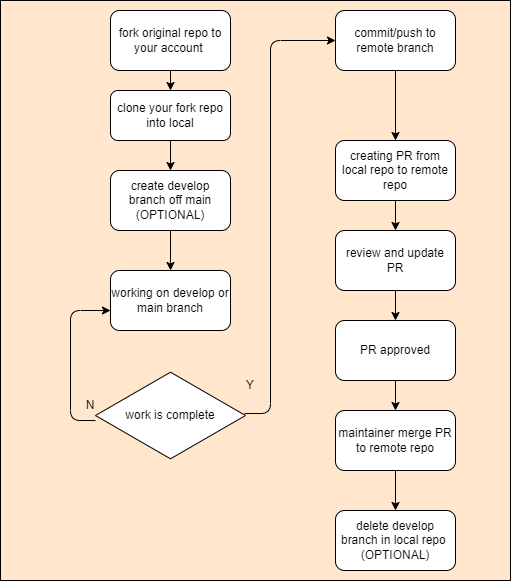 fork original repo to
your account
clone your fork repo
into local
create develop
branch off main
(OPTIONAL)
working on develop or
main branch
N
work is complete
Y
commit/push to
remote branch
creating PR from
local repo to remote
repo
review and update
PR
PR approved
maintainer merge PR
to remote repo
delete develop
branch in local repo
(OPTIONAL)